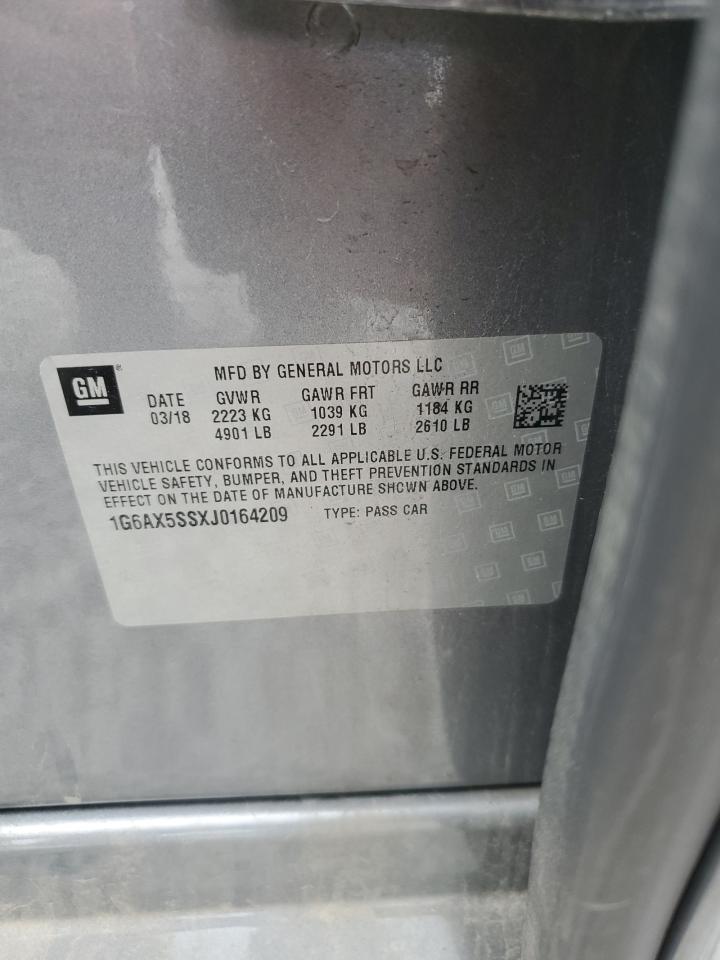 GM
MFD BY GENERAL MOTORS LLC
DATE GVWR GAWR FRT GAWR RR
03/18 2223 KG 1039 KG 1184 KG
4901 LB 2291 LB 2610 LB
THIS VEHICLE CONFORMS TO ALL APPLICABLE U.S. FEDERAL MOTOR
VEHICLE SAFETY, BUMPER, AND THEFT PREVENTION STANDARDS IN
EFFECT ON THE DATE OF MANUFACTURE SHOWN ABOVE.
1G6AX5SSXJ0164209 TYPE: PASS CAR